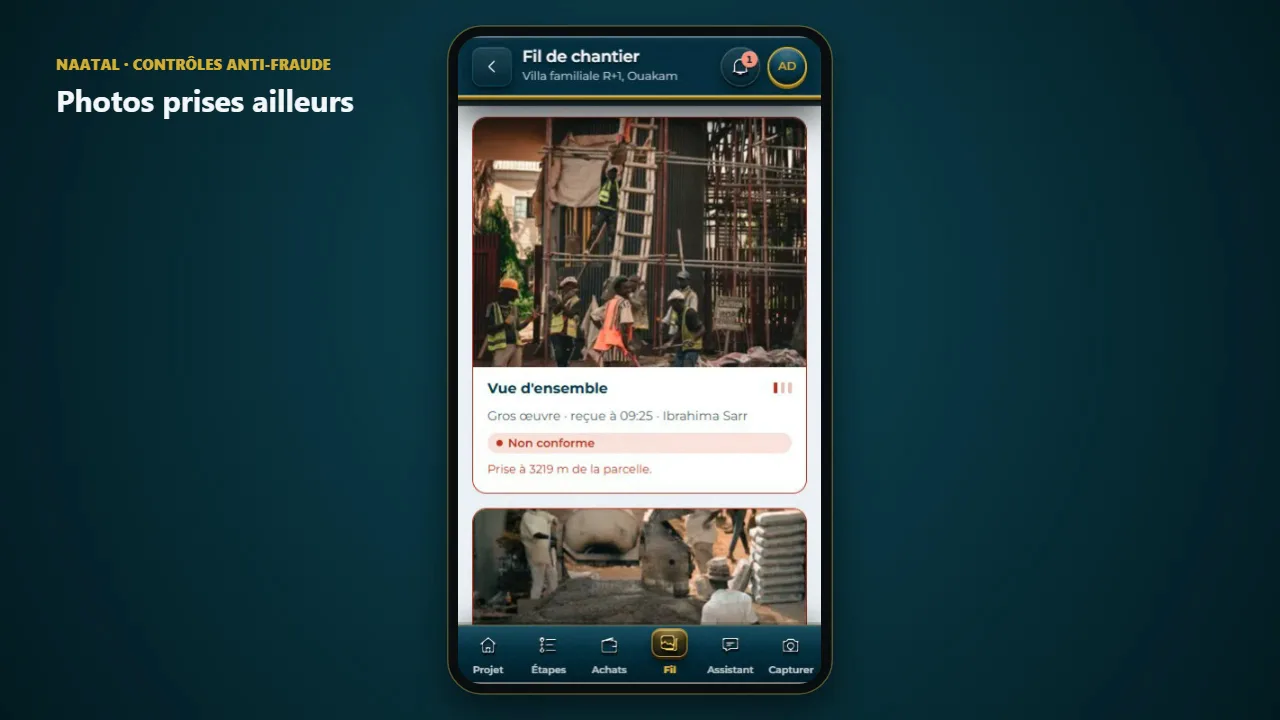 NAATAL · CONTRÔLES ANTI-FRAUDE
Photos prises ailleurs
Fil de chantier
Villa familiale R+1, Ouakam
1
AD
Vue d'ensemble
Gros œuvre · reçue à 09:25 · Ibrahima Sarr
Non conforme
Prise à 3219 m de la parcelle.
Projet
Étapes
Achats
Fil
Assistant
Capturer